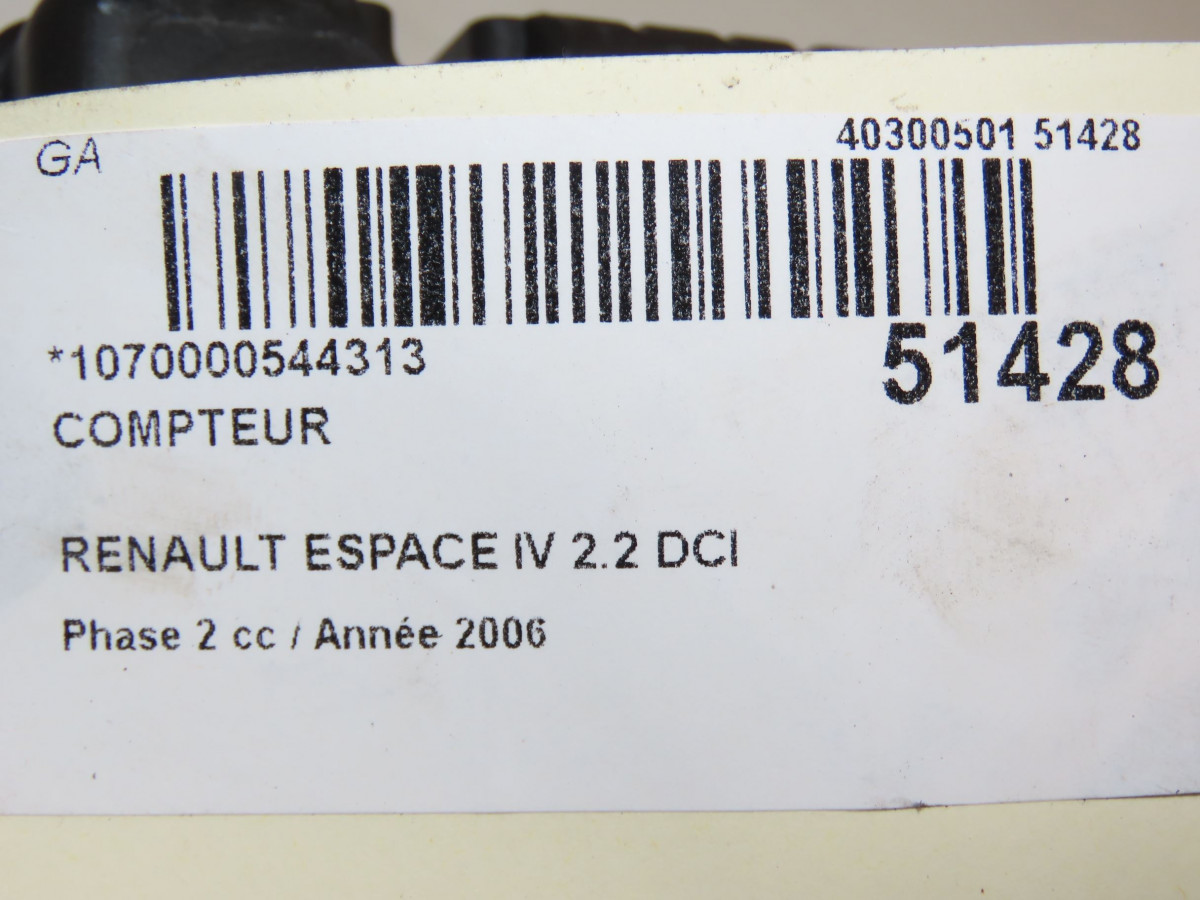 GA
40300501 51428
*1070000544313
51428
COMPTEUR
RENAULT ESPACE IV 2.2 DCI
Phase 2 cc / Année 2006